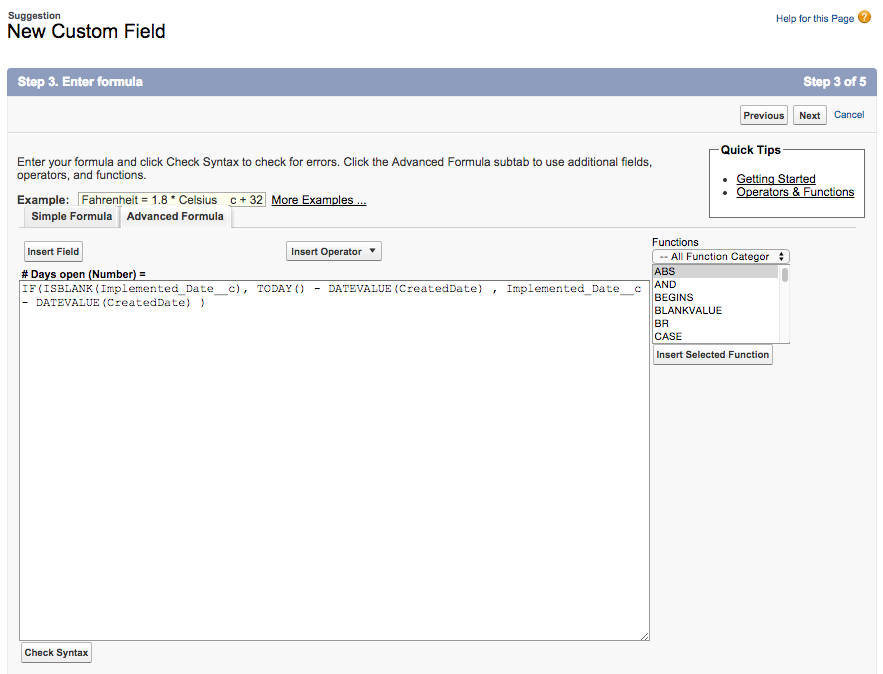 Suggestion
New Custom Field
Help for this Page ?
Step 3. Enter formula
Step 3 of 5
Previous
Next
Cancel
Enter your formula and click Check Syntax to check for errors. Click the Advanced Formula subtab to use additional fields,
operators, and functions.
Quick Tips
Getting Started
Operators & Functions
Example:
Fahrenheit = 1.8 * Celsius__c + 32
More Examples ...
Simple Formula
Advanced Formula
Insert Field
Insert Operator
# Days open (Number) =
IF(ISBLANK(Implemented_Date__c), TODAY() - DATEVALUE(CreatedDate) , Implemented_Date__c
- DATEVALUE(CreatedDate) )
Functions
-- All Function Categor
ABS
AND
BEGINS
BLANKVALUE
BR
CASE
Insert Selected Function
Check Syntax